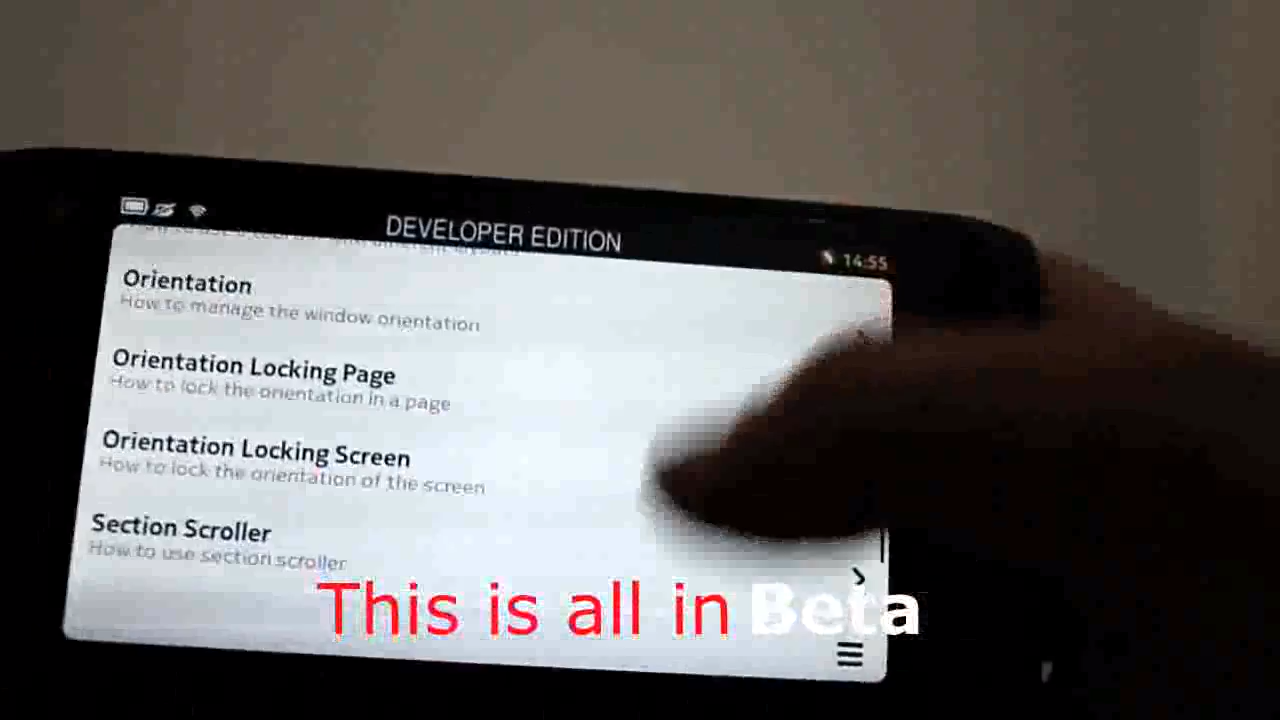 DEVELOPER EDITION
14:55
Orientation
How to manage the window orientation
Orientation Locking Page
How to lock the orientation in a page
Orientation Locking Screen
How to lock the orientation of the screen
Section Scroller
How to use section scroller
This is all in Beta